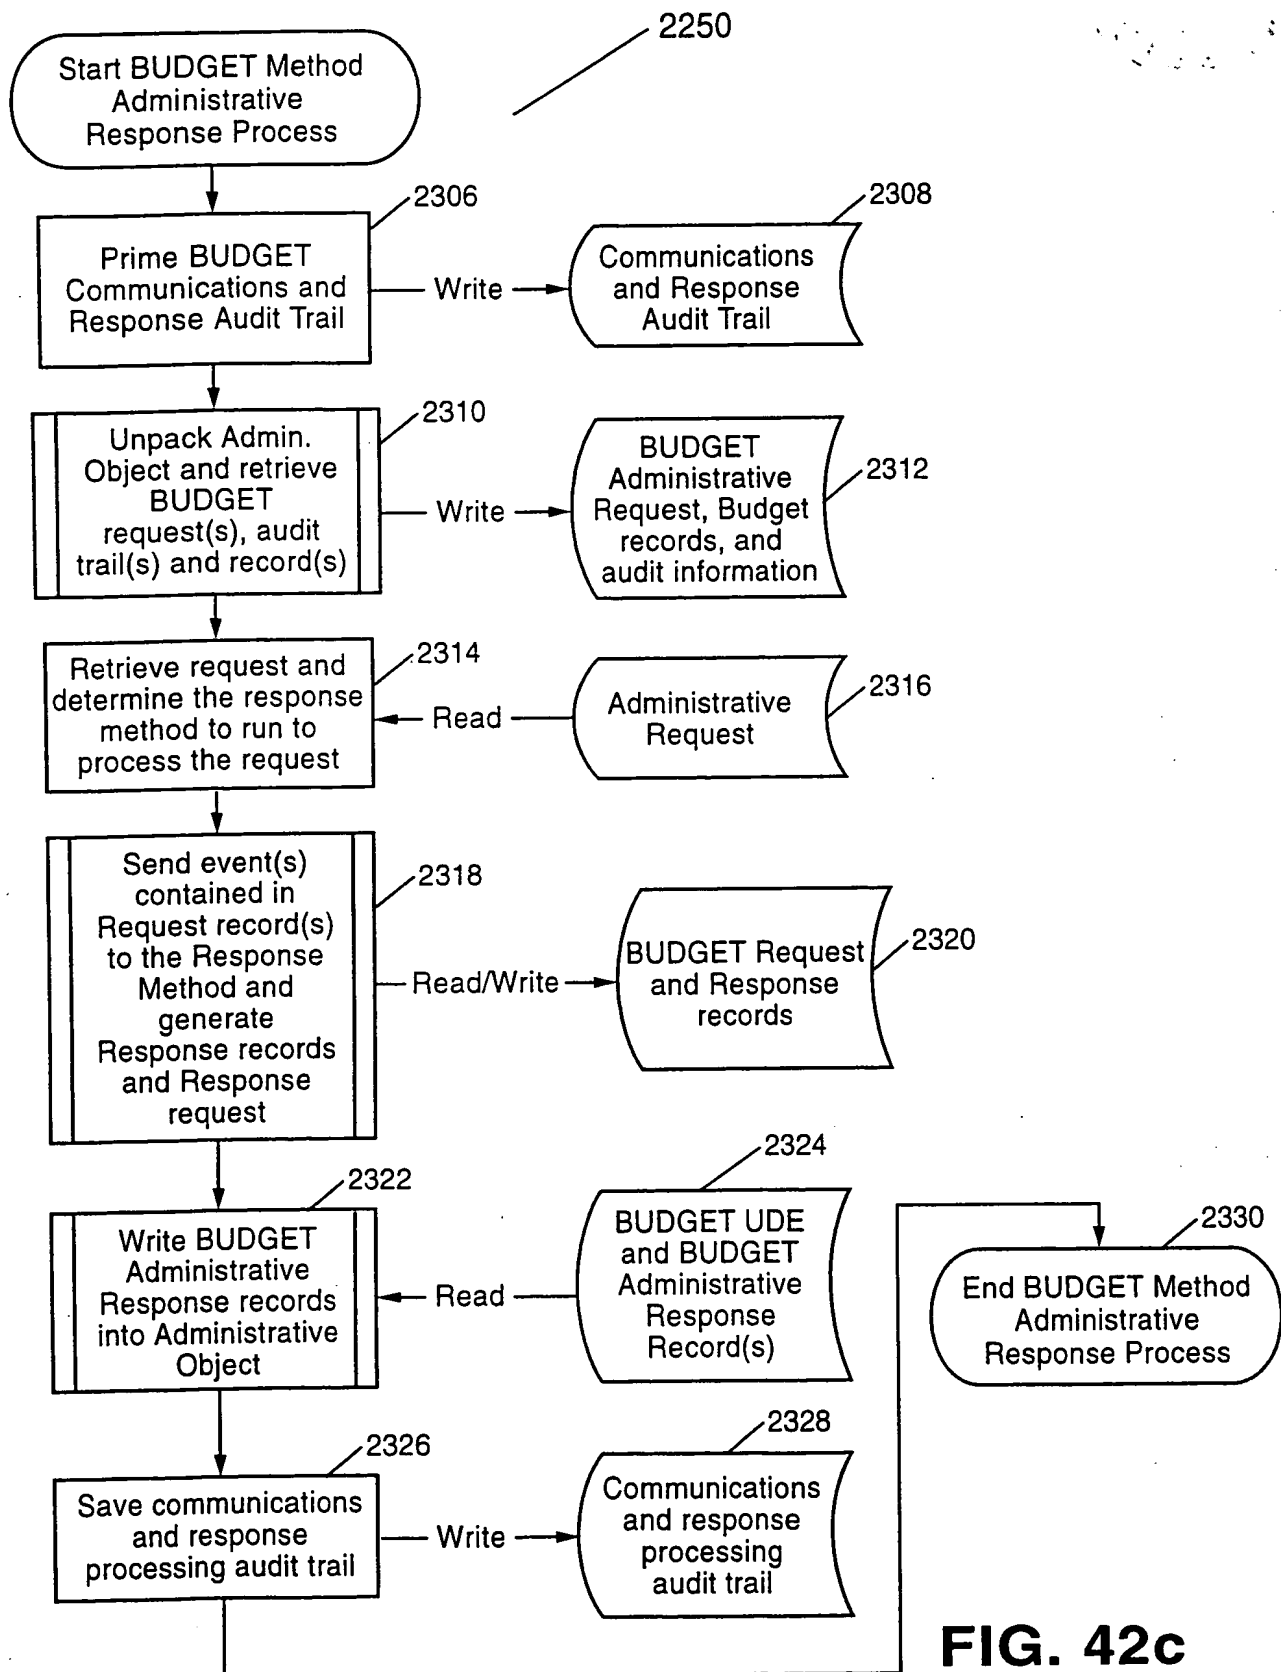 2250
Start BUDGET Method
Administrative
Response Process
2306
Prime BUDGET
Communications and
Response Audit Trail
Write
2308
Communications
and Response
Audit Trail
2310
Unpack Admin.
Object and retrieve
BUDGET
request(s), audit
trail(s) and record(s)
Write
2312
BUDGET
Administrative
Request, Budget
records, and
audit information
2314
Retrieve request and
determine the response
method to run to
process the request
Read
2316
Administrative
Request
2318
Send event(s)
contained in
Request record(s)
to the Response
Method and
generate
Response records
and Response
request
Read/Write
2320
BUDGET Request
and Response
records
2322
Write BUDGET
Administrative
Response records
into Administrative
Object
Read
2324
BUDGET UDE
and BUDGET
Administrative
Response
Record(s)
2326
Save communications
and response
processing audit trail
Write
2328
Communications
and response
processing
audit trail
2330
End BUDGET Method
Administrative
Response Process
FIG. 42c